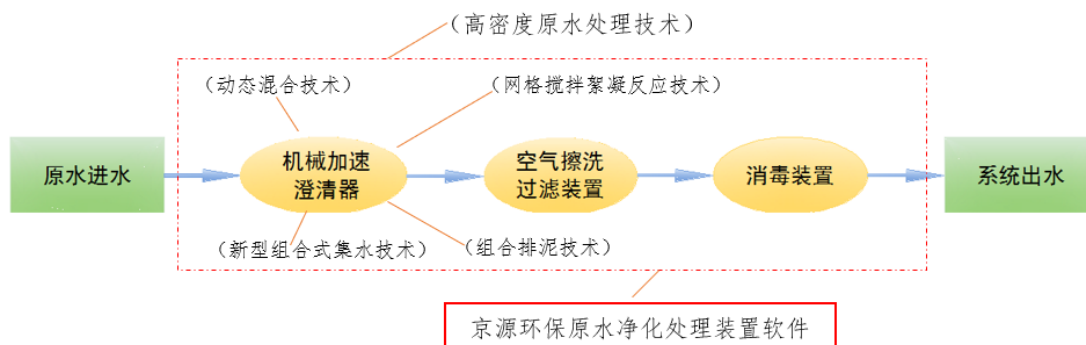 （高密度原水处理技术）
（动态混合技术）
（网格搅拌絮凝反应技术）
原水进水
机械加速
澄清器
空气擦洗
过滤装置
消毒装置
系统出水
（新型组合式集水技术）
（组合排泥技术）
京源环保原水净化处理装置软件